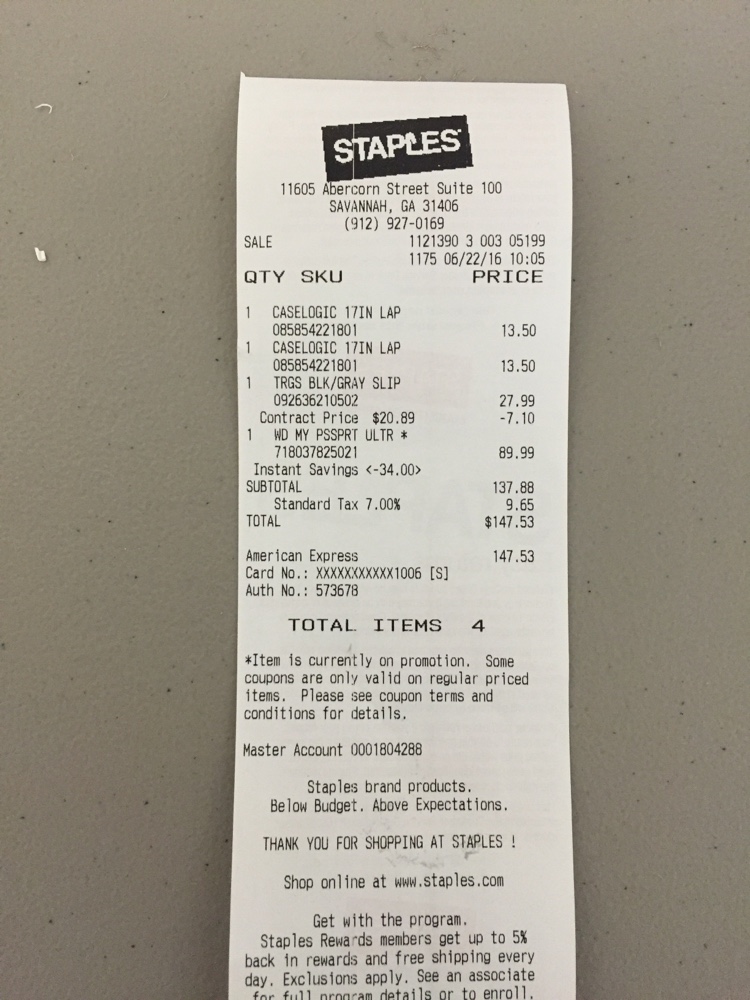 STAPLES
11605 Abercorn Street Suite 100
SAVANNAH, GA 31406
(912) 927-0169
SALE 1121390 3 003 05199
1175 06/22/16 10:05
QTY SKU PRICE
1 CASELOGIC 17IN LAP
085854221801 13.50
1 CASELOGIC 17IN LAP
085854221801 13.50
1 TRGS BLK/GRAY SLIP
092636210502 27.99
Contract Price $20.89 -7.10
1 WD MY PSSPRT ULTR *
718037825021 89.99
Instant Savings <-34.00>
SUBTOTAL 137.88
Standard Tax 7.00% 9.65
TOTAL $147.53
American Express 147.53
Card No.: XXXXXXXXXXX1006 [S]
Auth No.: 573678
TOTAL ITEMS 4
*Item is currently on promotion. Some
coupons are only valid on regular priced
items. Please see coupon terms and
conditions for details.
Master Account 0001804288
Staples brand products.
Below Budget. Above Expectations.
THANK YOU FOR SHOPPING AT STAPLES !
Shop online at www.staples.com
Get with the program.
Staples Rewards members get up to 5%
back in rewards and free shipping every
day. Exclusions apply. See an associate
for full program details or to enroll.